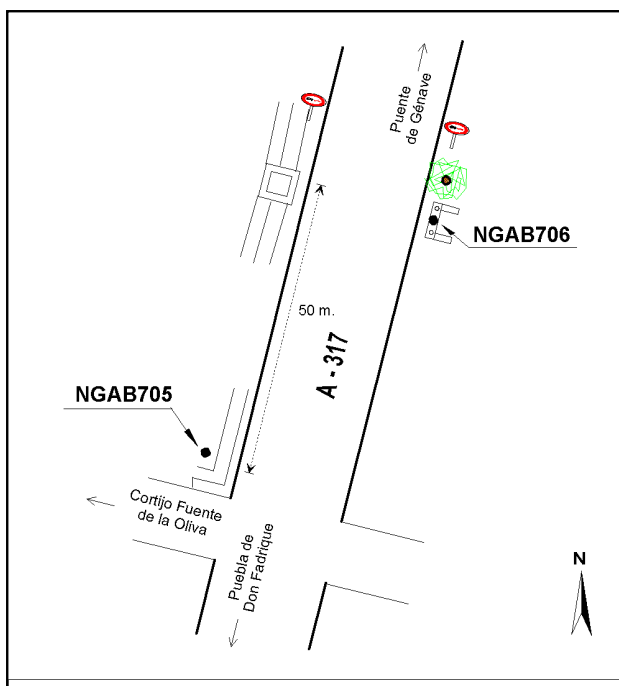 Puente
de Génave
NGAB706
50 m.
A - 317
NGAB705
Cortijo Fuente
de la Oliva
Puebla de
Don Fadrique
N